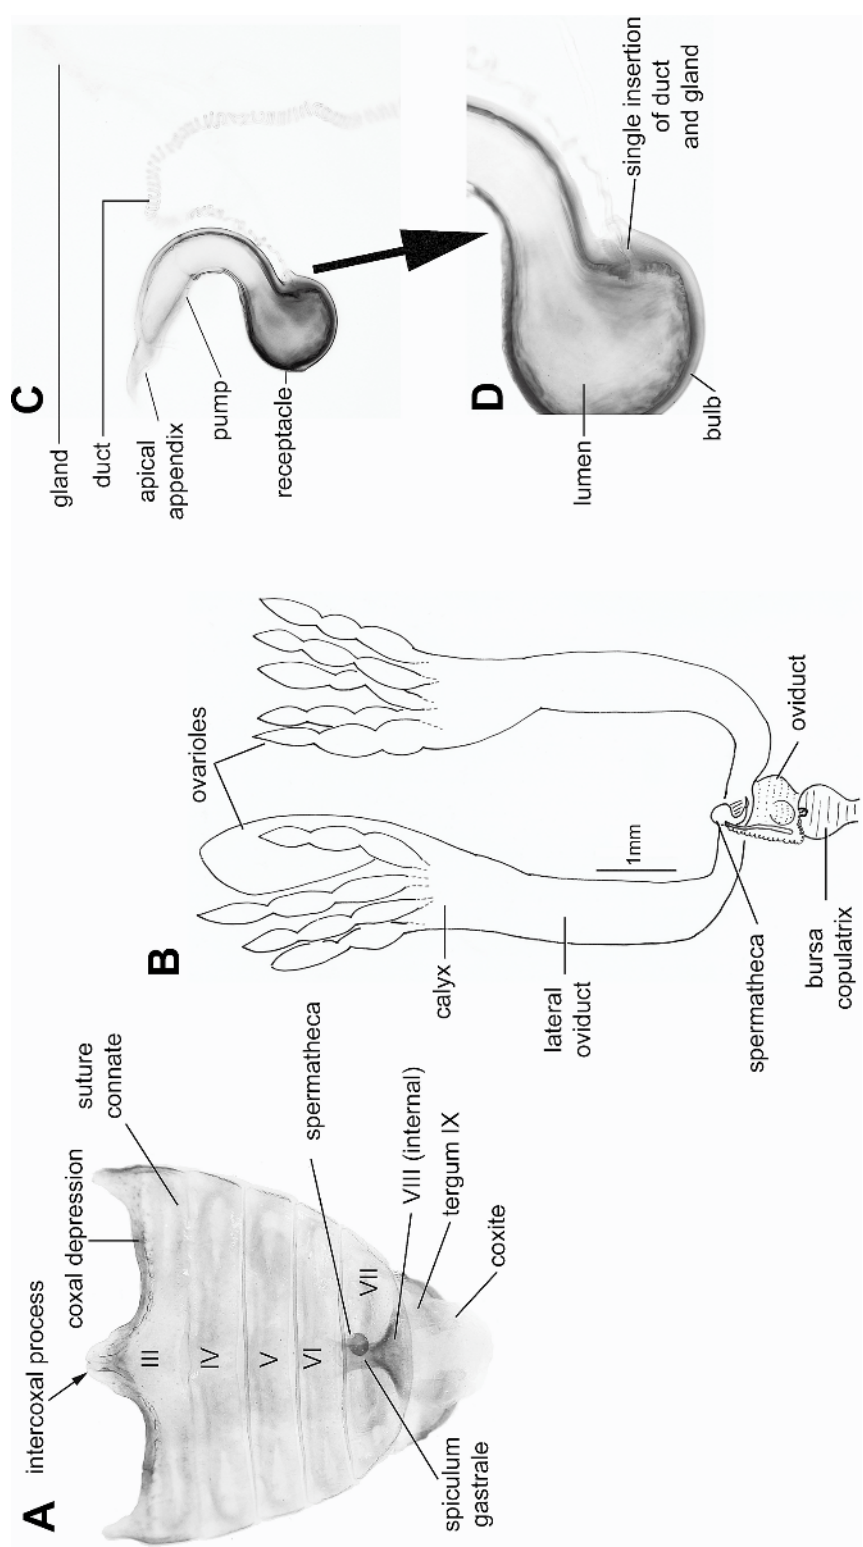 A
intercoxal process
coxal depression
suture
connate
III
IV
V
VI
VII
spermatheca
VIII (internal)
tergum IX
coxite
spiculum
gastrale
B
ovarioles
calyx
lateral
oviduct
1mm
spermatheca
bursa
copulatrix
oviduct
C
gland
duct
apical
appendix
pump
receptacle
D
single insertion
of duct
and gland
lumen
bulb